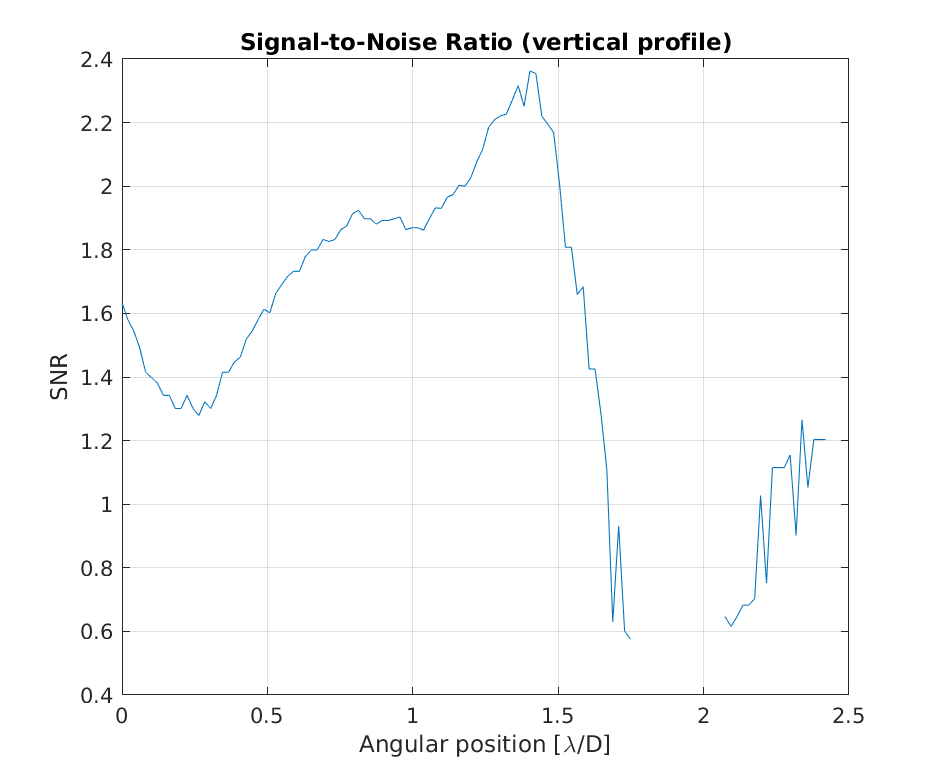 Signal-to-Noise Ratio (vertical profile)
2.4
2.2
2
1.8
1.6
1.4
1.2
1
0.8
0.6
0.4
SNR
0 0.5 1 1.5 2 2.5
Angular position [λ/D]